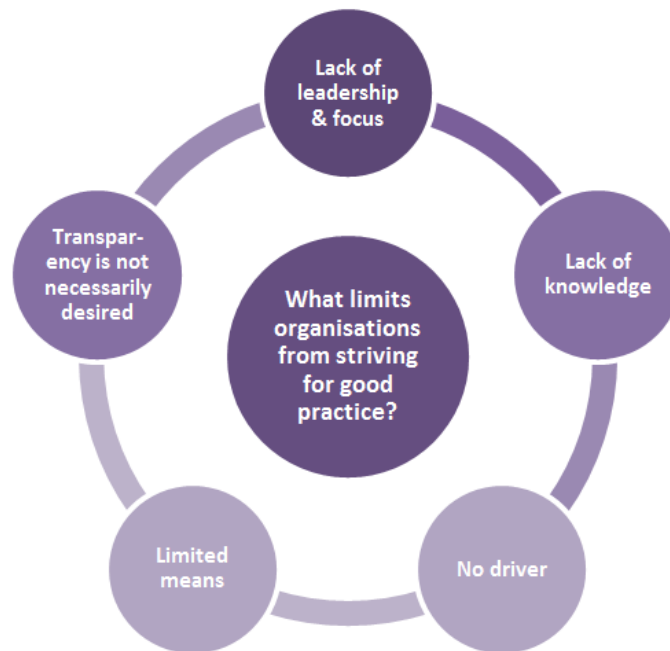 Lack of
leadership
& focus
Lack of
knowledge
No driver
Limited
means
Transpar-
ency is not
necessarily
desired
What limits
organisations
from striving
for good
practice?